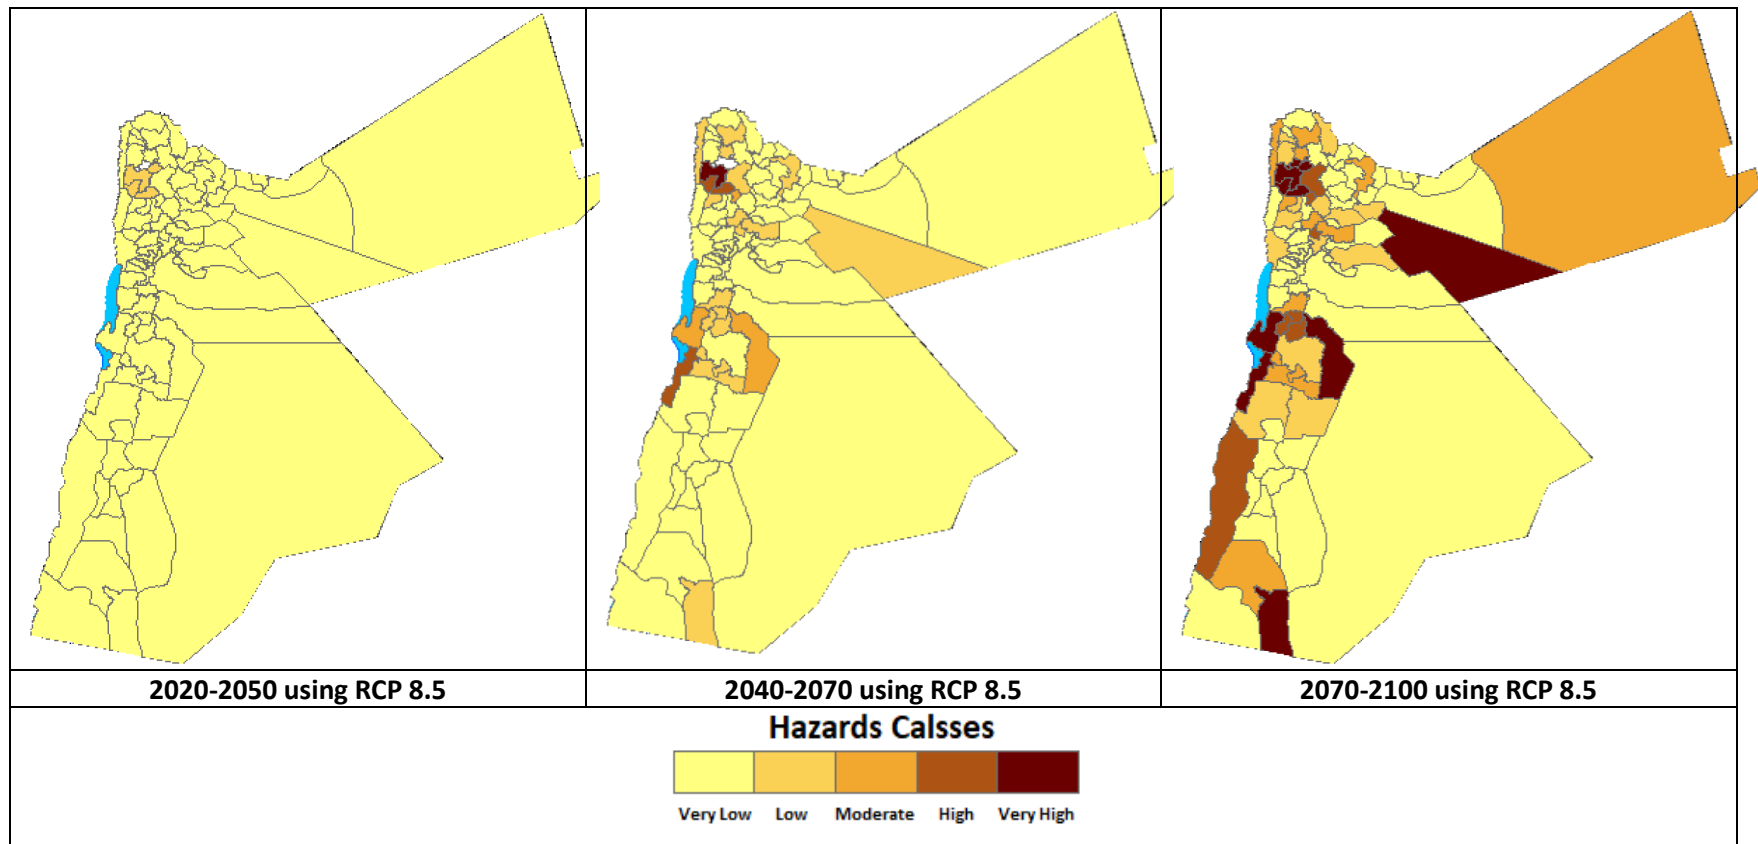 2020-2050 using RCP 8.5
2040-2070 using RCP 8.5
2070-2100 using RCP 8.5
Hazards Calsses
Very Low
Low
Moderate
High
Very High